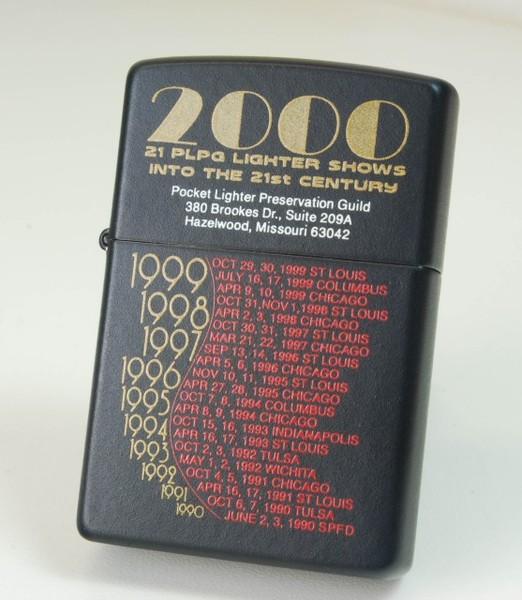 2000
21 PLPG LIGHTER SHOWS
INTO THE 21st CENTURY
Pocket Lighter Preservation Guild
380 Brookes Dr., Suite 209A
Hazelwood, Missouri 63042
1999
1998
1997
1996
1995
1994
1993
1992
1991
1990
OCT 29, 30, 1999 ST LOUIS
JULY 16, 17, 1999 COLUMBUS
APR 9, 10, 1999 CHICAGO
OCT 31, NOV 1, 1998 ST LOUIS
APR 2, 3, 1998 CHICAGO
OCT 30, 31, 1997 ST LOUIS
MAR 21, 22, 1997 CHICAGO
SEP 13, 14, 1996 ST LOUIS
APR 5, 6, 1996 CHICAGO
NOV 10, 11, 1995 ST LOUIS
APR 27, 28, 1995 CHICAGO
OCT 7, 8, 1994 COLUMBUS
APR 8, 9, 1994 CHICAGO
OCT 15, 16, 1993 INDIANAPOLIS
APR 16, 17, 1993 ST LOUIS
OCT 2, 3, 1992 TULSA
MAY 1, 2, 1992 WICHITA
OCT 4, 5, 1991 CHICAGO
APR 16, 17, 1991 ST LOUIS
OCT 6, 7, 1990 TULSA
JUNE 2, 3, 1990 SPFD